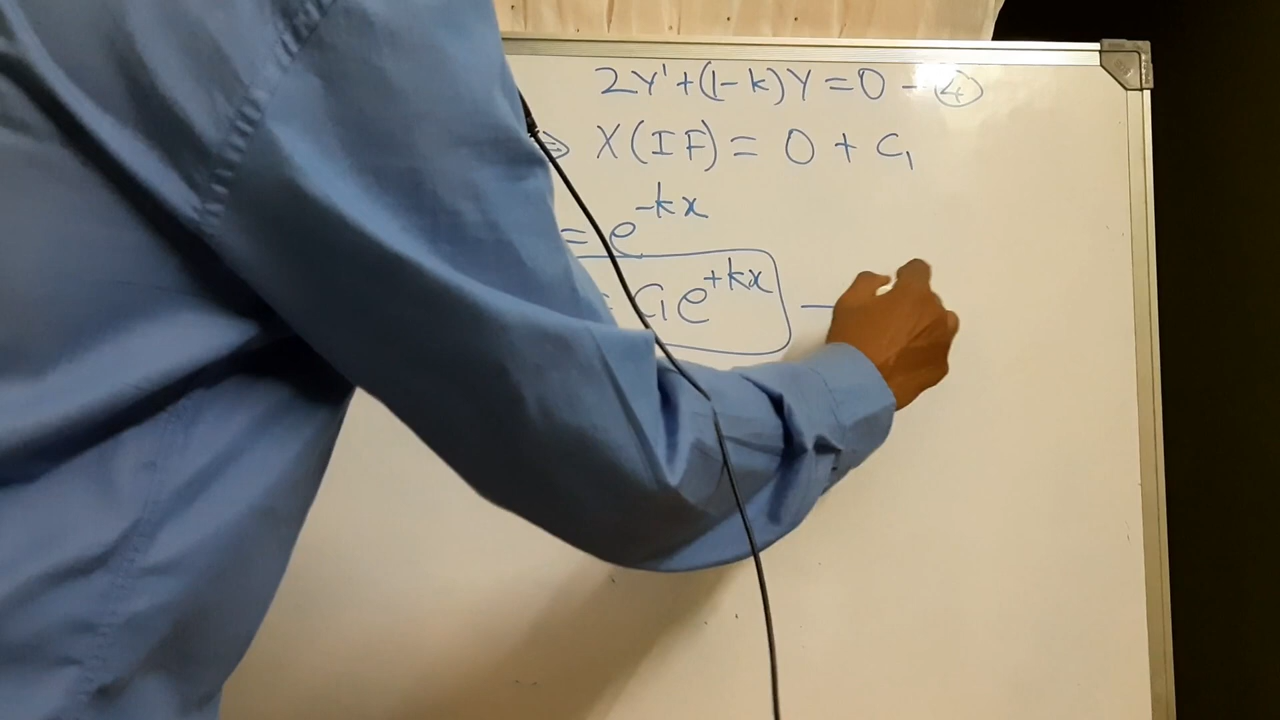 2Y'+(1-k)Y=0 - ④
⇒ X(IF) = 0 + C₁
= e^{-kx}
= C₁e^{+kx} —